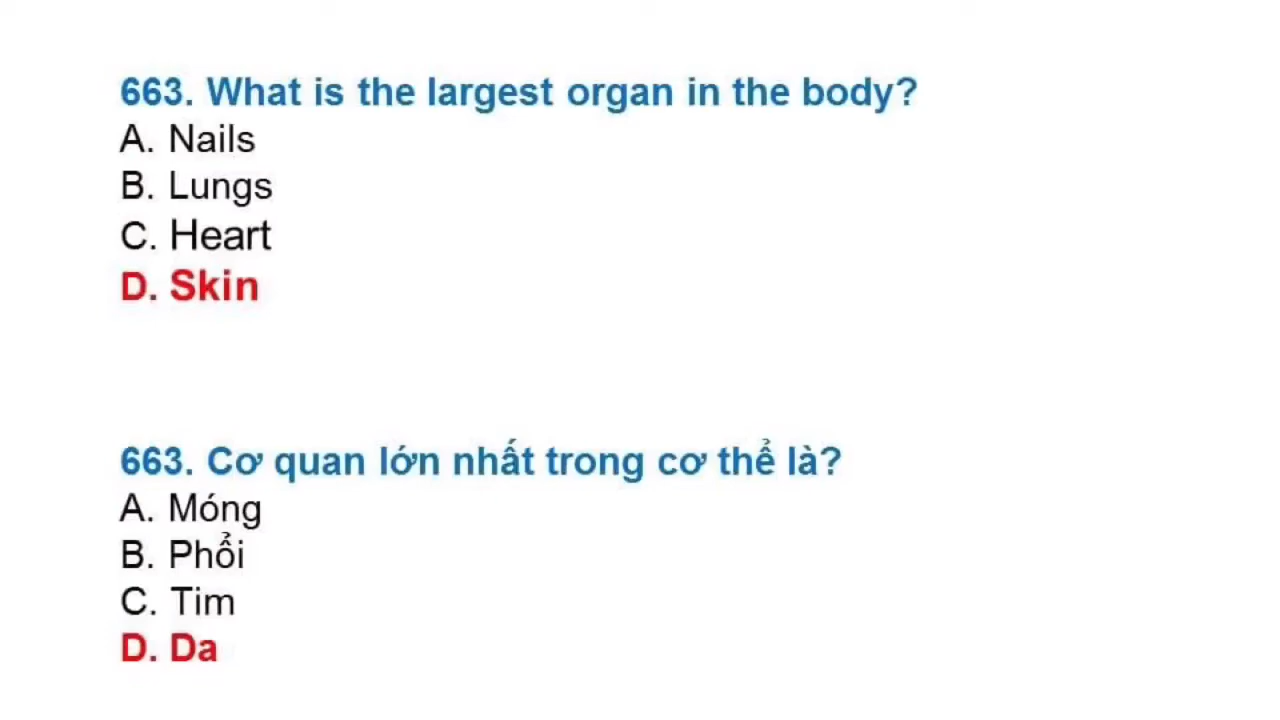 663. What is the largest organ in the body?
A. Nails
B. Lungs
C. Heart
D. Skin
663. Cơ quan lớn nhất trong cơ thể là?
A. Móng
B. Phổi
C. Tim
D. Da